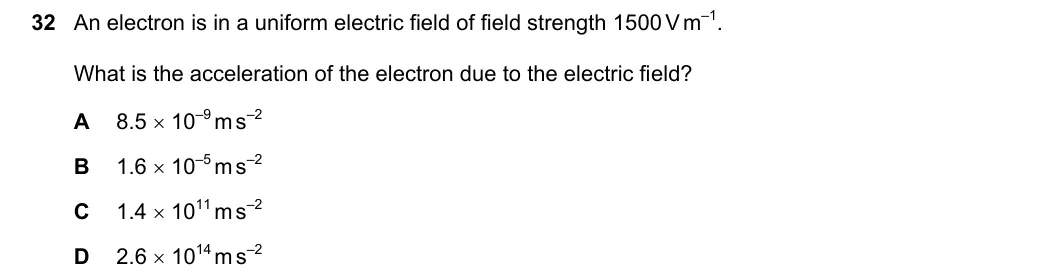 32 An electron is in a uniform electric field of field strength 1500 V m⁻¹.
What is the acceleration of the electron due to the electric field?
A 8.5 × 10⁻⁹ m s⁻²
B 1.6 × 10⁻⁵ m s⁻²
C 1.4 × 10¹¹ m s⁻²
D 2.6 × 10¹⁴ m s⁻²